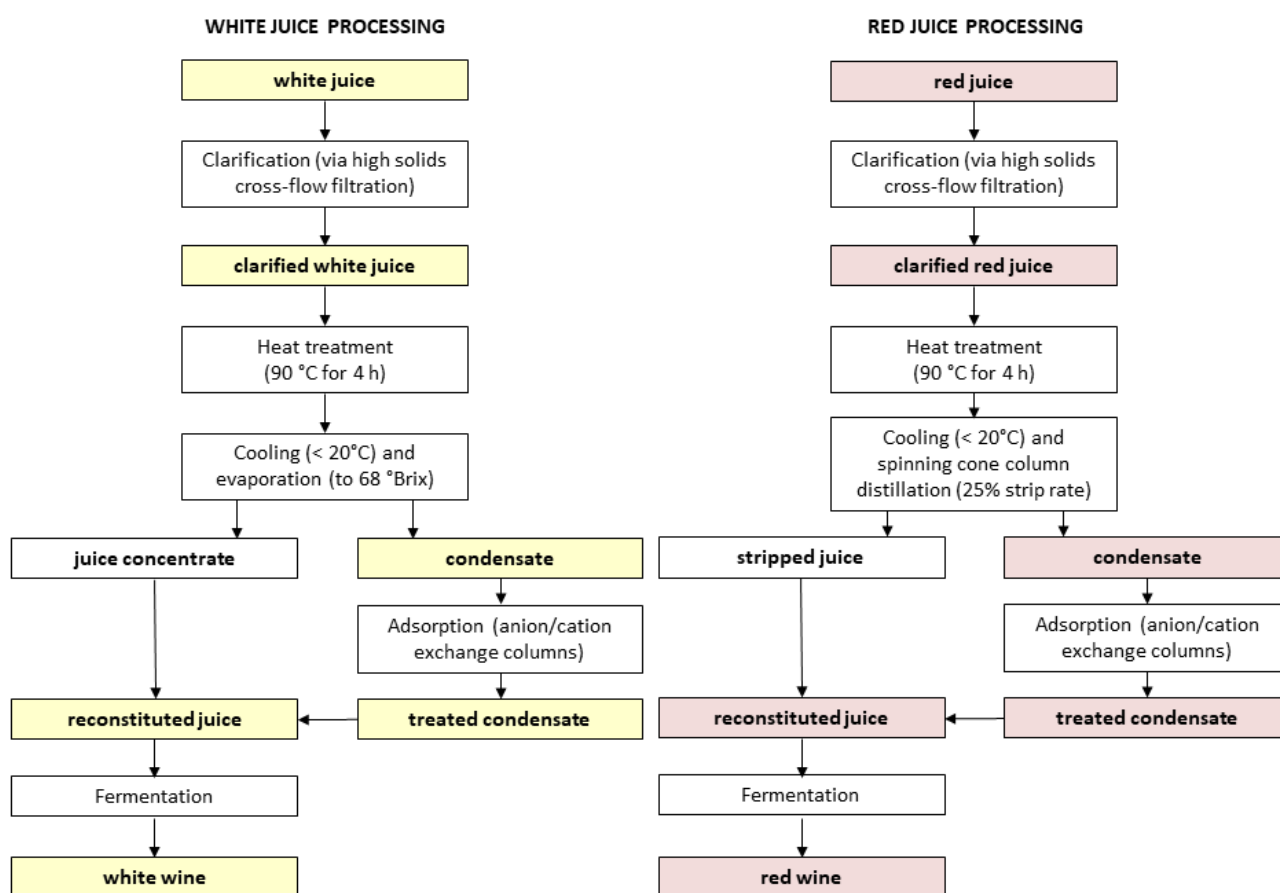 WHITE JUICE PROCESSING
white juice
Clarification (via high solids
cross-flow filtration)
clarified white juice
Heat treatment
(90 °C for 4 h)
Cooling (< 20°C) and
evaporation (to 68 °Brix)
juice concentrate
condensate
Adsorption (anion/cation
exchange columns)
reconstituted juice
treated condensate
Fermentation
white wine
RED JUICE PROCESSING
red juice
Clarification (via high solids
cross-flow filtration)
clarified red juice
Heat treatment
(90 °C for 4 h)
Cooling (< 20°C) and
spinning cone column
distillation (25% strip rate)
stripped juice
condensate
Adsorption (anion/cation
exchange columns)
reconstituted juice
treated condensate
Fermentation
red wine